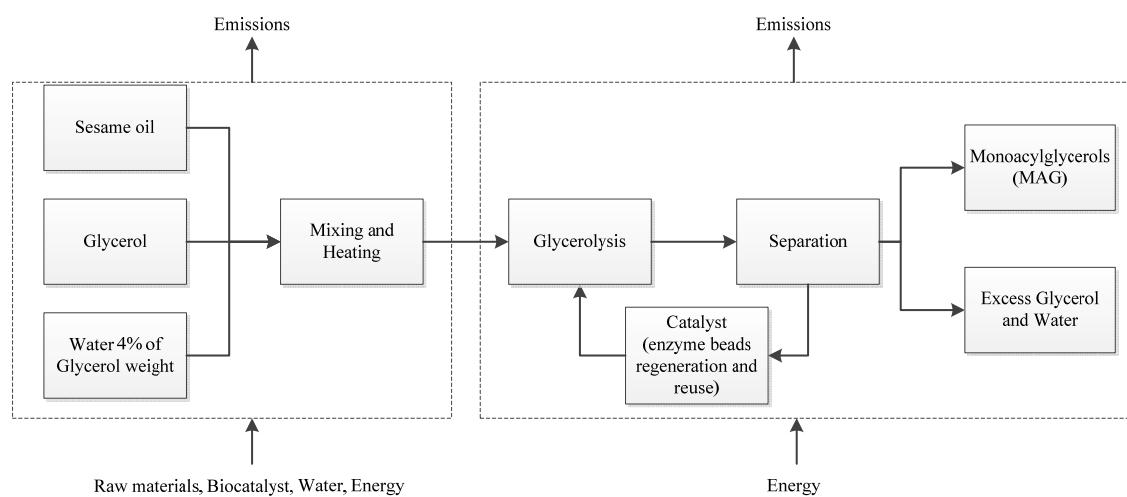 Emissions
Emissions
Sesame oil
Glycerol
Water 4% of
Glycerol weight
Mixing and
Heating
Glycerolysis
Separation
Catalyst
(enzyme beads
regeneration and
reuse)
Monoacylglycerols
(MAG)
Excess Glycerol
and Water
Raw materials, Biocatalyst, Water, Energy
Energy